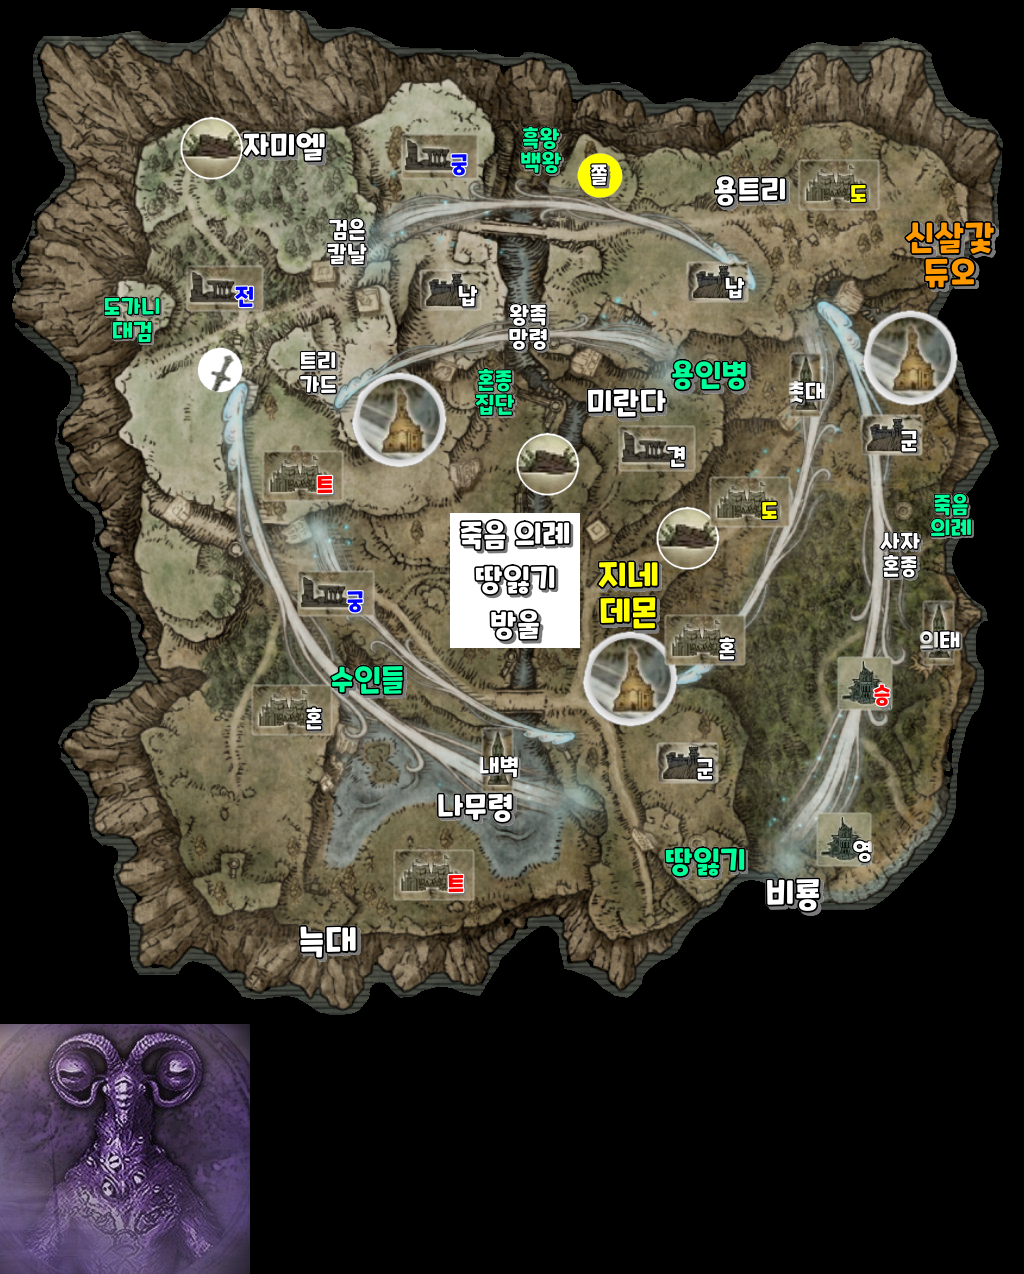 자미엘
궁
흑왕
백왕
쫄
용트리
도
검은
칼날
신살갗
듀오
전
납
납
도가니
대검
왕족
망령
트리
가드
혼종
집단
용인병
미란다
촛대
견
군
트
도
죽음
의레
죽음 의레
땅잃기
방울
사자
혼종
지네
데몬
궁
혼
의태
수인들
승
혼
내벽
군
나무령
땅잃기
영
트
비룡
늑대